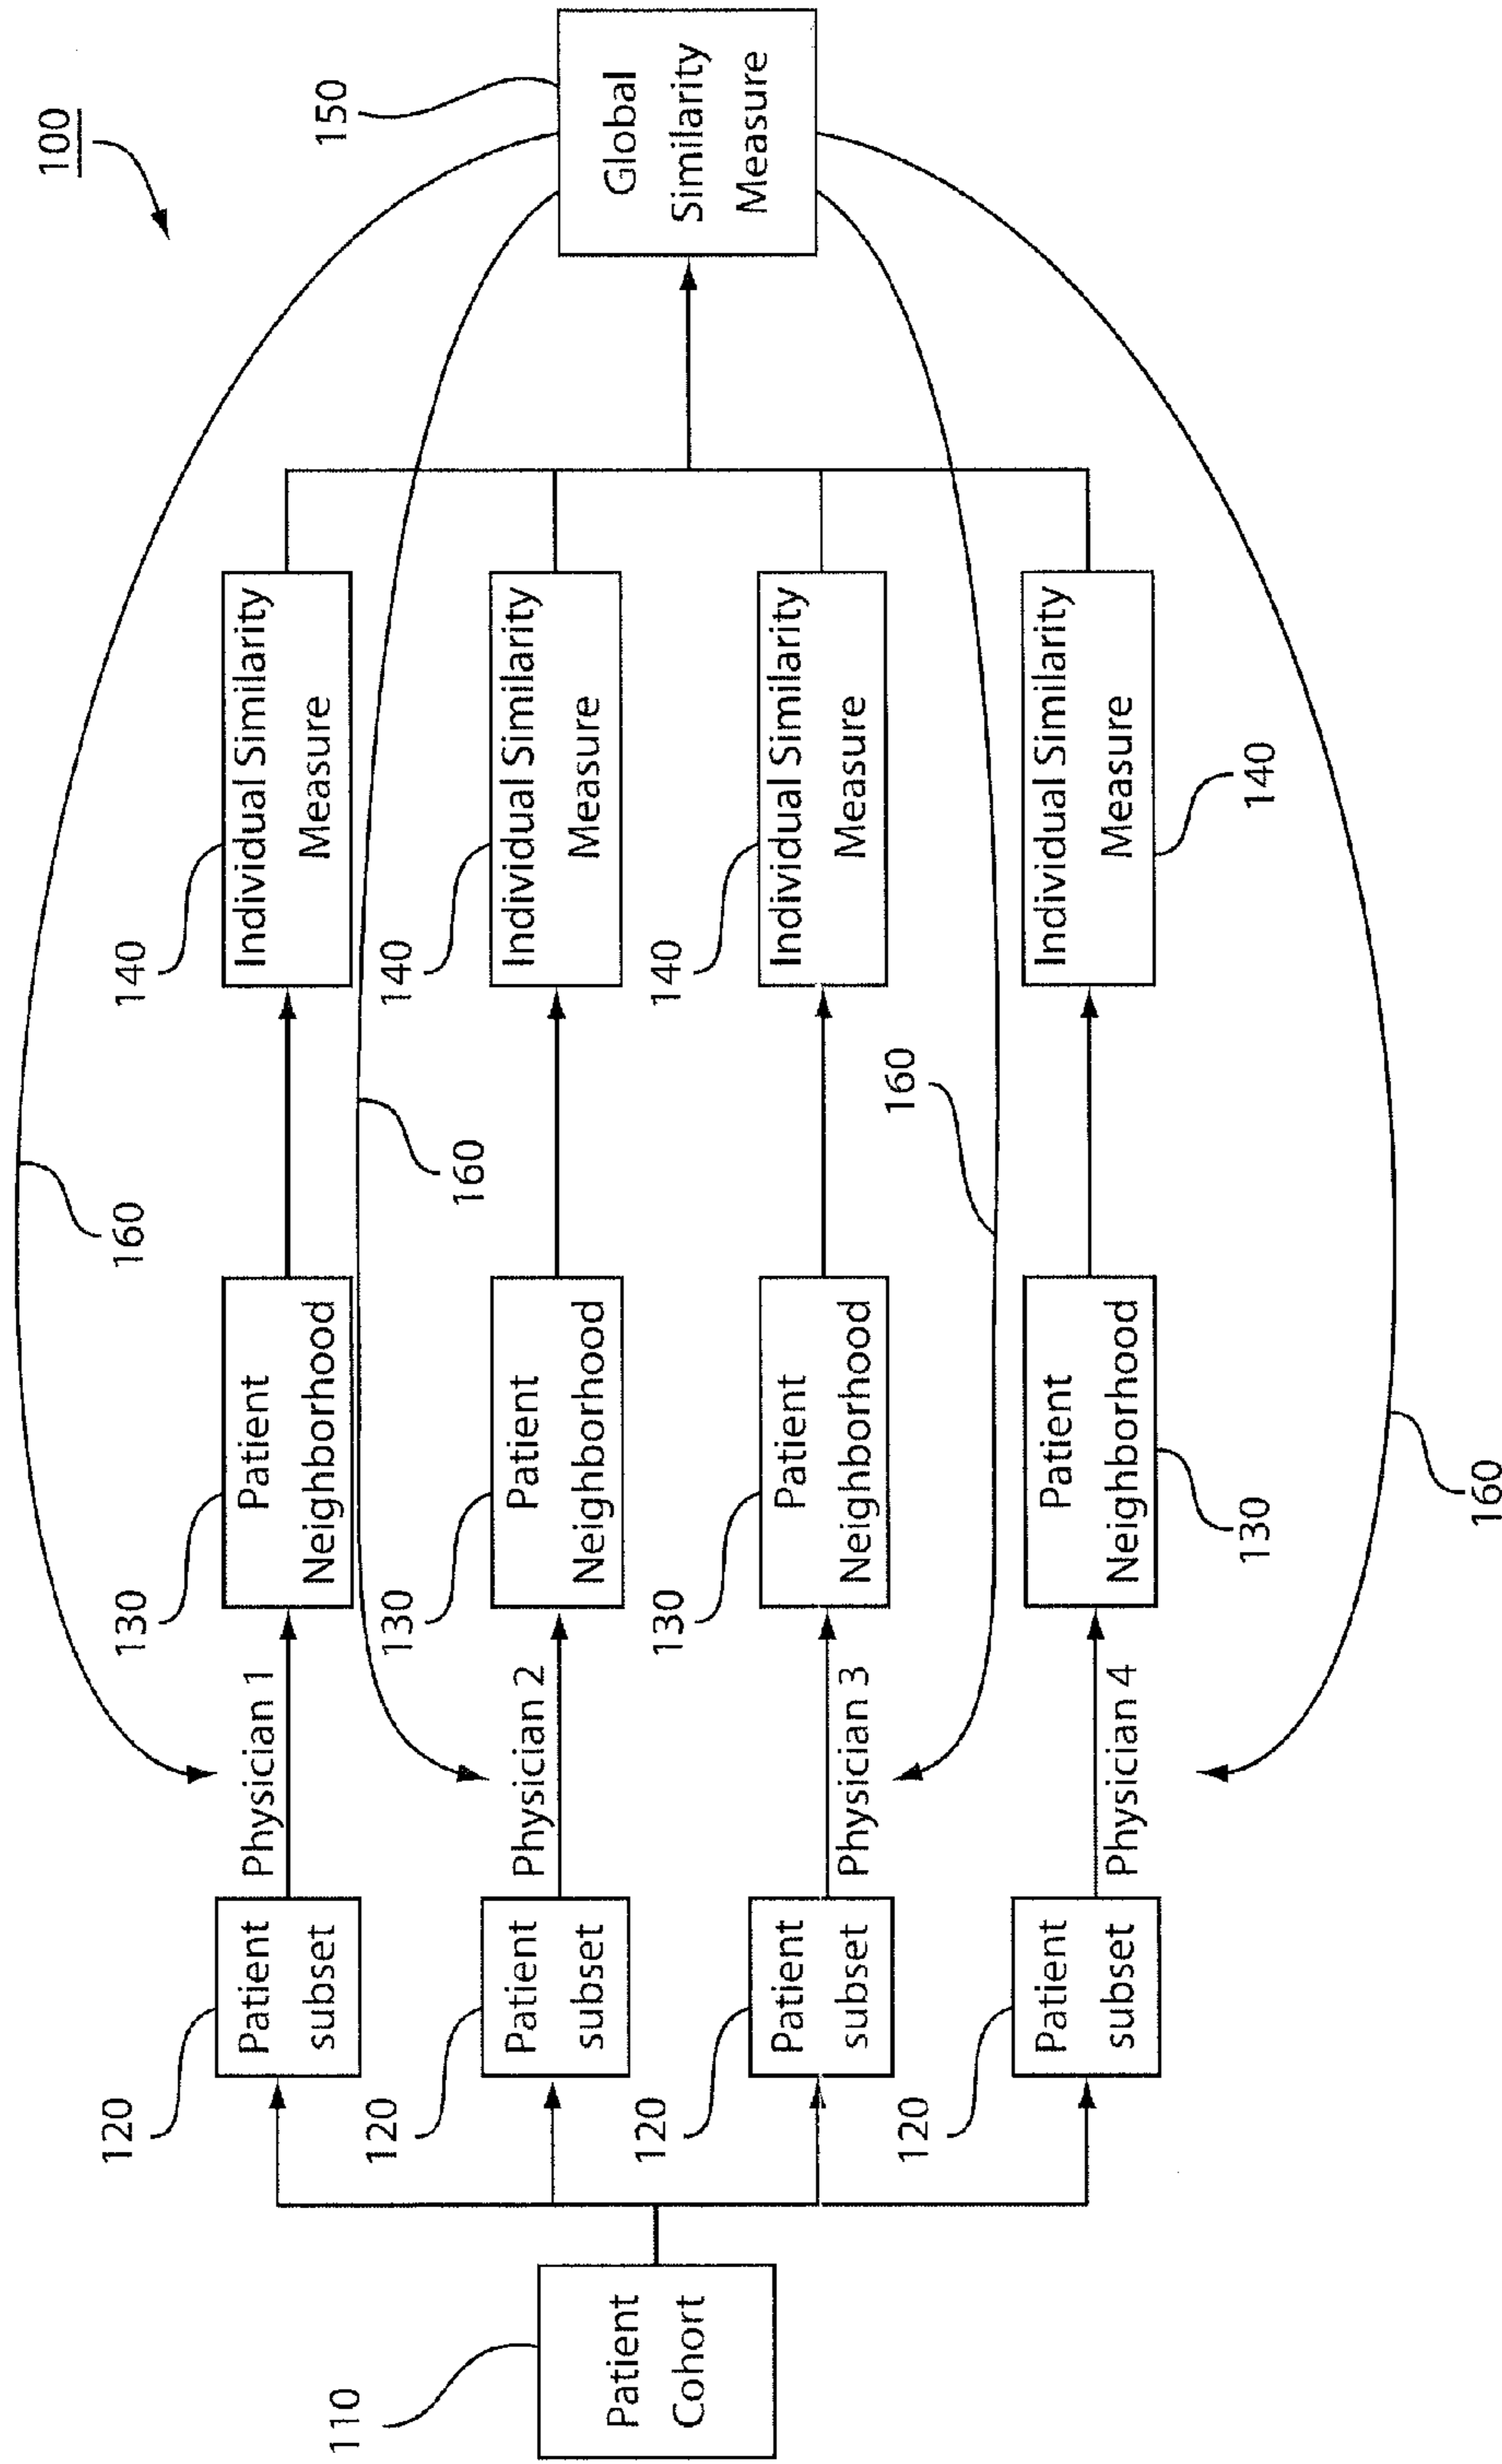 100
110
Patient
Cohort
120
Patient
subset
Physician 1
130
Patient
Neighborhood
160
140
Individual Similarity
Measure
120
Patient
subset
Physician 2
130
Patient
Neighborhood
160
140
Individual Similarity
Measure
120
Patient
subset
Physician 3
130
Patient
Neighborhood
160
140
Individual Similarity
Measure
120
Patient
subset
Physician 4
130
Patient
Neighborhood
160
140
Individual Similarity
Measure
150
Global
Similarity
Measure